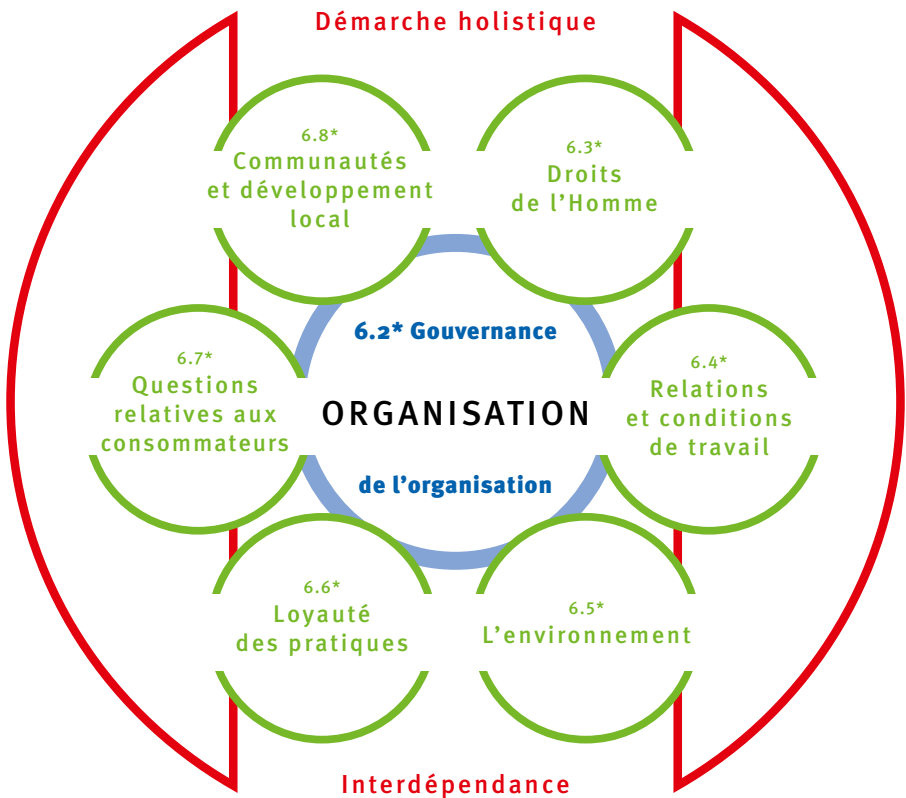 Démarche holistique
6.8*
Communautés
et développement
local
6.3*
Droits
de l’Homme
6.2* Gouvernance
ORGANISATION
de l’organisation
6.7*
Questions
relatives aux
consommateurs
6.4*
Relations
et conditions
de travail
6.6*
Loyauté
des pratiques
6.5*
L’environnement
Interdépendance